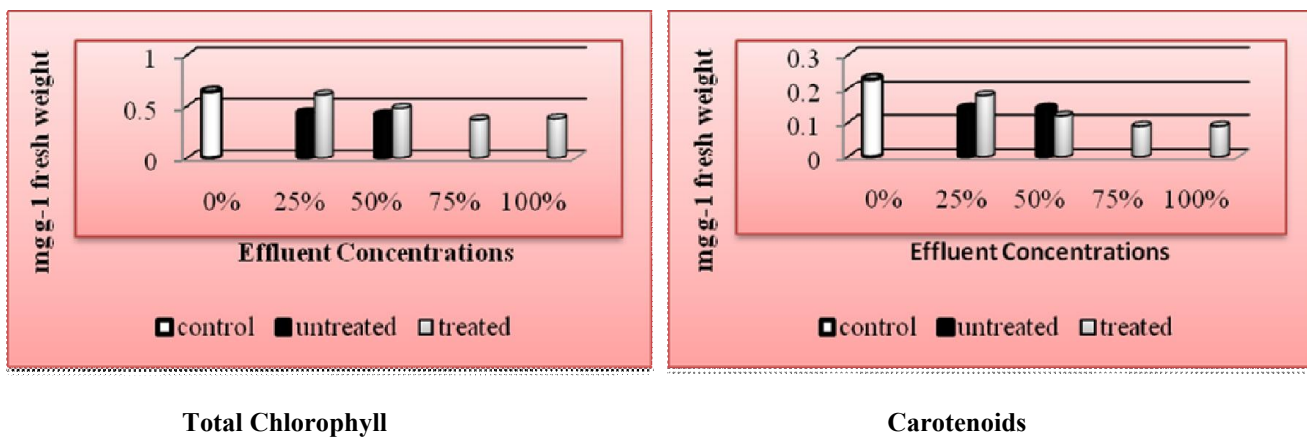 mg g-1 fresh weight
1
0.5
0
0% 25% 50% 75% 100%
Effluent Concentrations
control untreated treated
Total Chlorophyll
mg g-1 fresh weight
0.3
0.2
0.1
0
0% 25% 50% 75% 100%
Effluent Concentrations
control untreated treated
Carotenoids